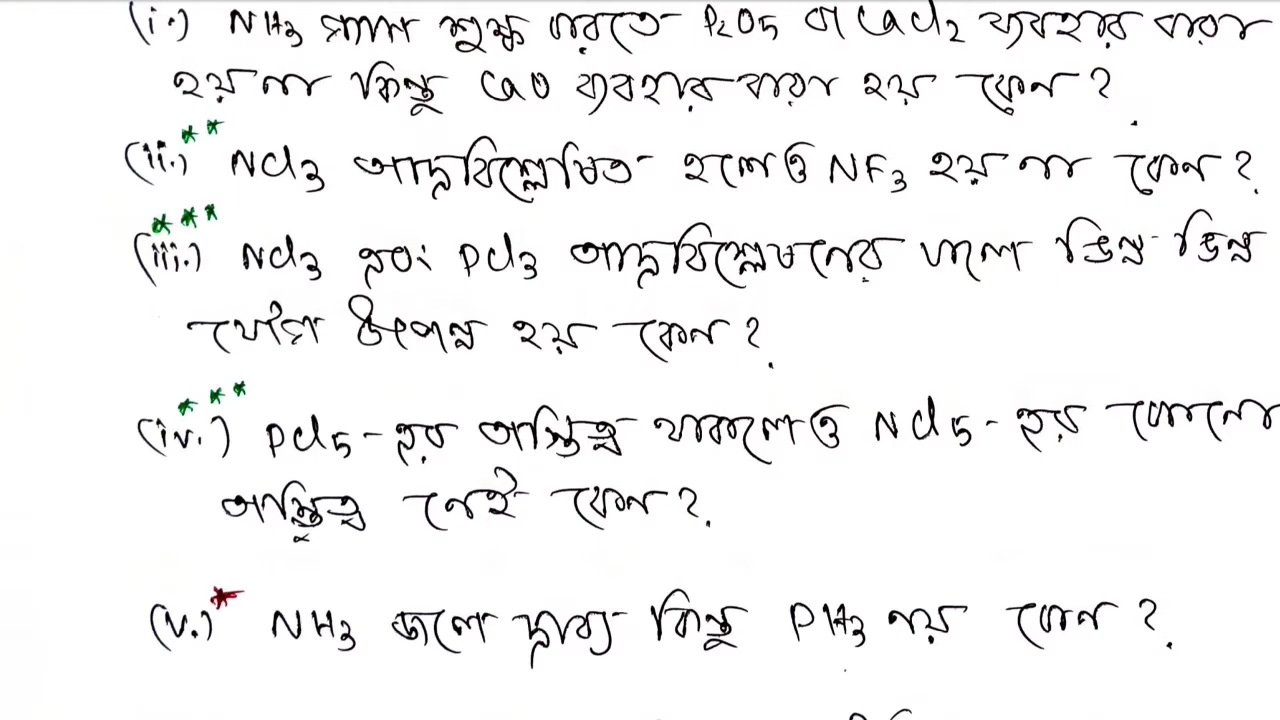 (i.) NH3 গ্যাস শুষ্ক করতে P2O5 বা CaCl2 ব্যবহার করা
হয় না কিন্তু CaO ব্যবহার করা হয় কেন?
(ii.)** NCl3 আর্দ্রবিশ্লেষিত হলেও NF3 হয় না কেন?
(iii.)*** NCl3 এবং PCl3 আর্দ্রবিশ্লেষনের ফলে ভিন্ন ভিন্ন
যৌগ উৎপন্ন হয় কেন?
(iv.)*** PCl5-এর অস্তিত্ব থাকলেও NCl5-এর কোনো
অস্তিত্ব নেই কেন?
(v.)* NH3 জলে দ্রাব্য কিন্তু PH3 নয় কেন?